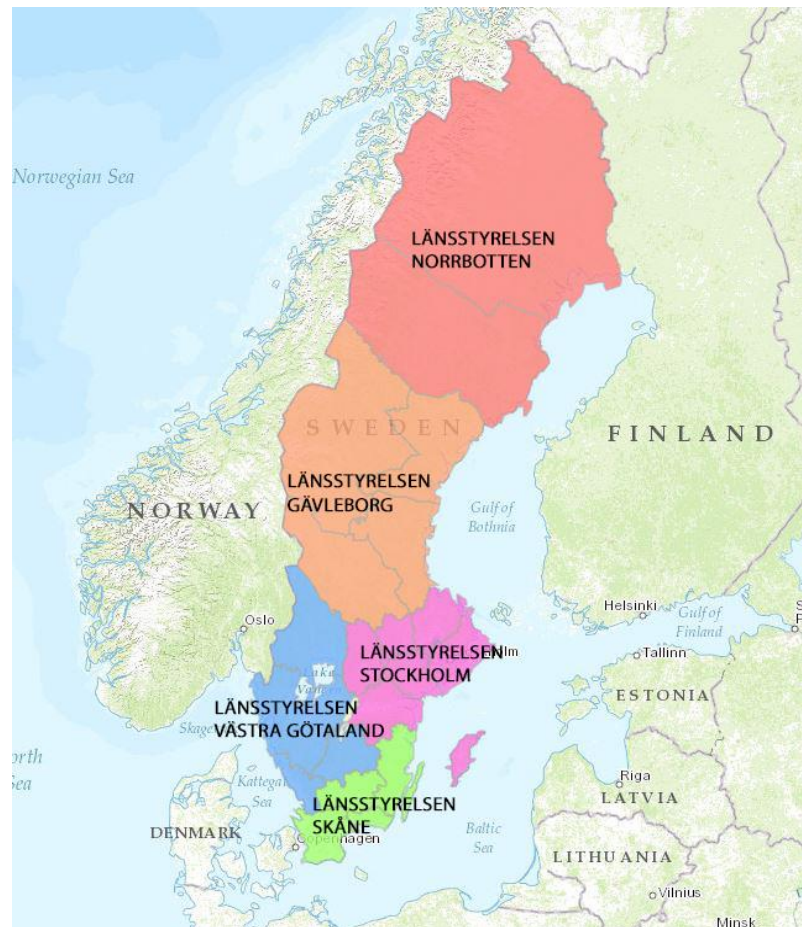 Norwegian Sea
LÄNSSTYRELSEN
NORRBOTTEN
SWEDEN
FINLAND
LÄNSSTYRELSEN
GÄVLEBORG
NORWAY
Gulf of
Bothnia
Oslo
Helsinki
Gulf of
Finland
Tallinn
LÄNSSTYRELSEN
STOCKHOLM
ESTONIA
LÄNSSTYRELSEN
VÄSTRA GÖTALAND
Riga
LATVIA
Kattegat
Sea
LÄNSSTYRELSEN
SKÅNE
DENMARK
Copenhagen
Baltic
Sea
LITHUANIA
Vilnius
Minsk